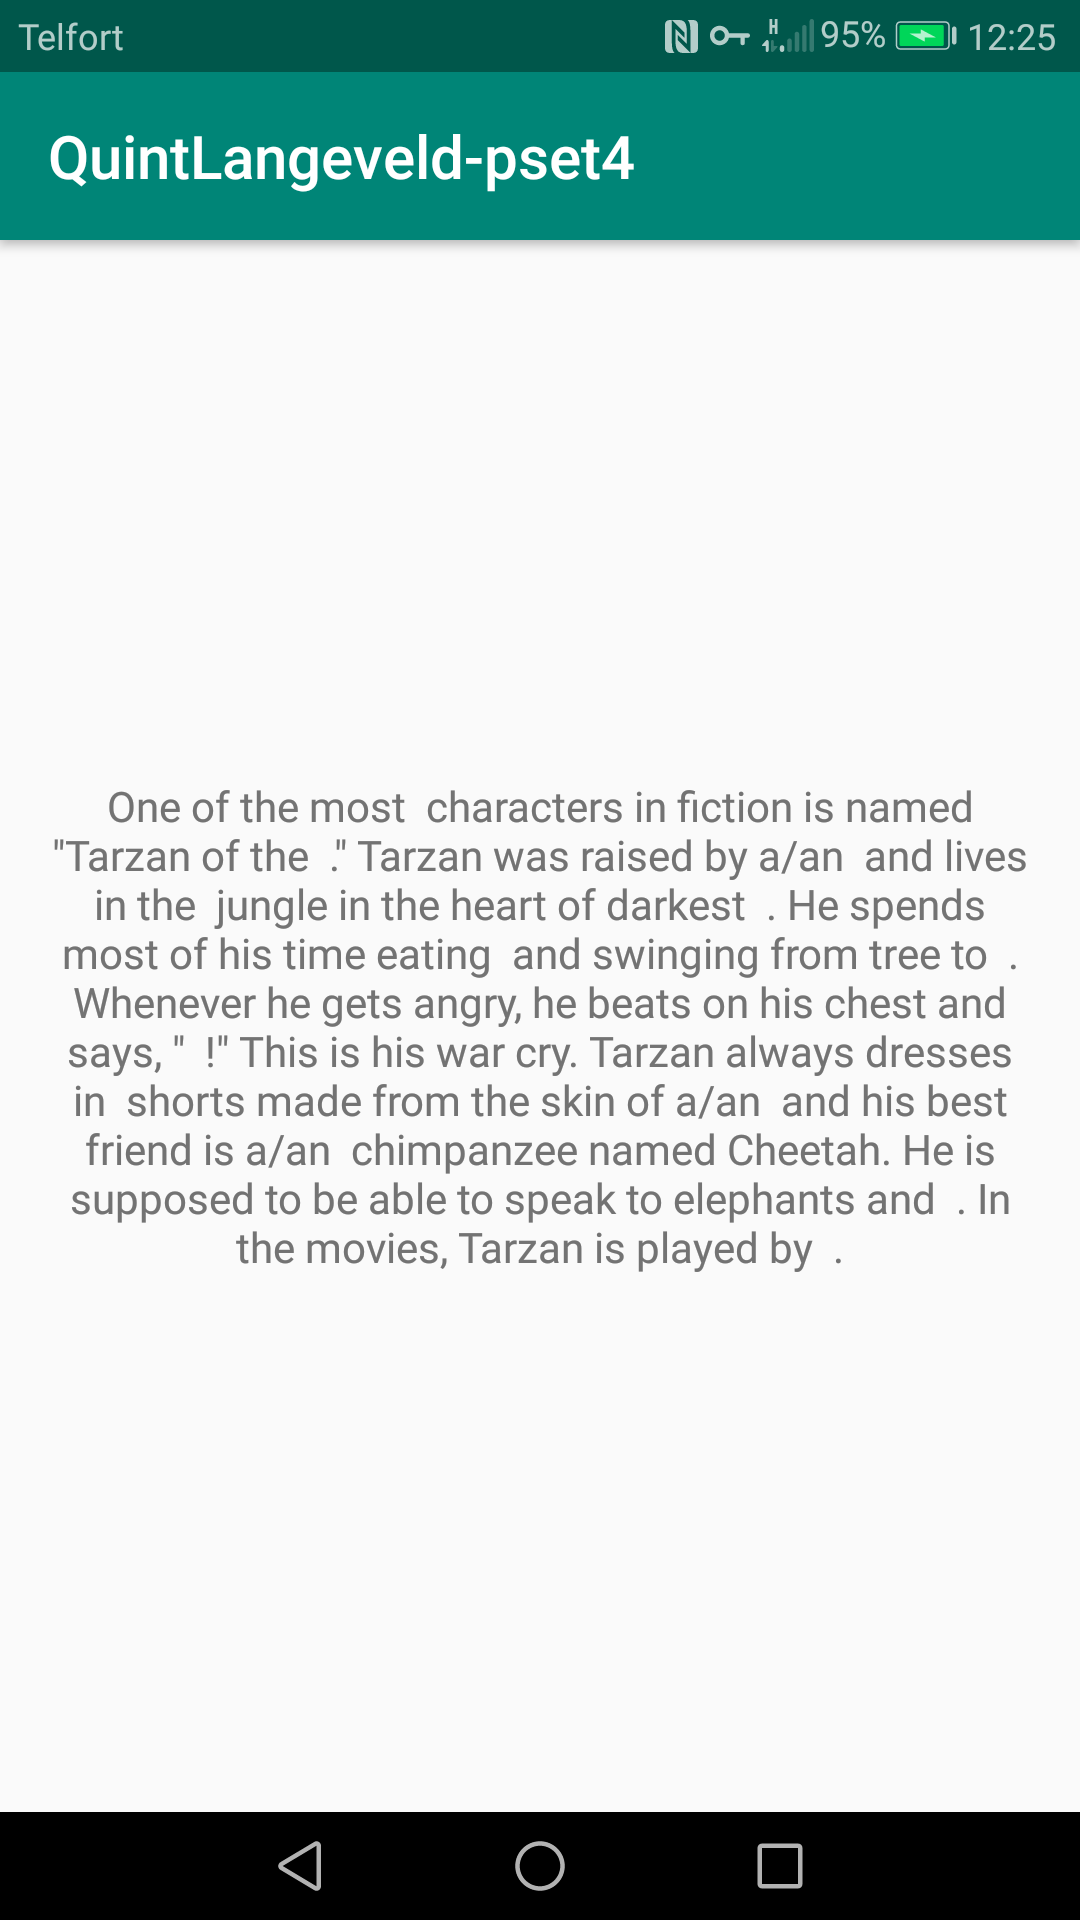 Telfort 95% 12:25
QuintLangeveld-pset4
One of the most  characters in fiction is named
"Tarzan of the  ." Tarzan was raised by a/an  and lives
in the  jungle in the heart of darkest  . He spends
most of his time eating  and swinging from tree to  .
Whenever he gets angry, he beats on his chest and
says, "  !" This is his war cry. Tarzan always dresses
in  shorts made from the skin of a/an  and his best
friend is a/an  chimpanzee named Cheetah. He is
supposed to be able to speak to elephants and  . In
the movies, Tarzan is played by  .